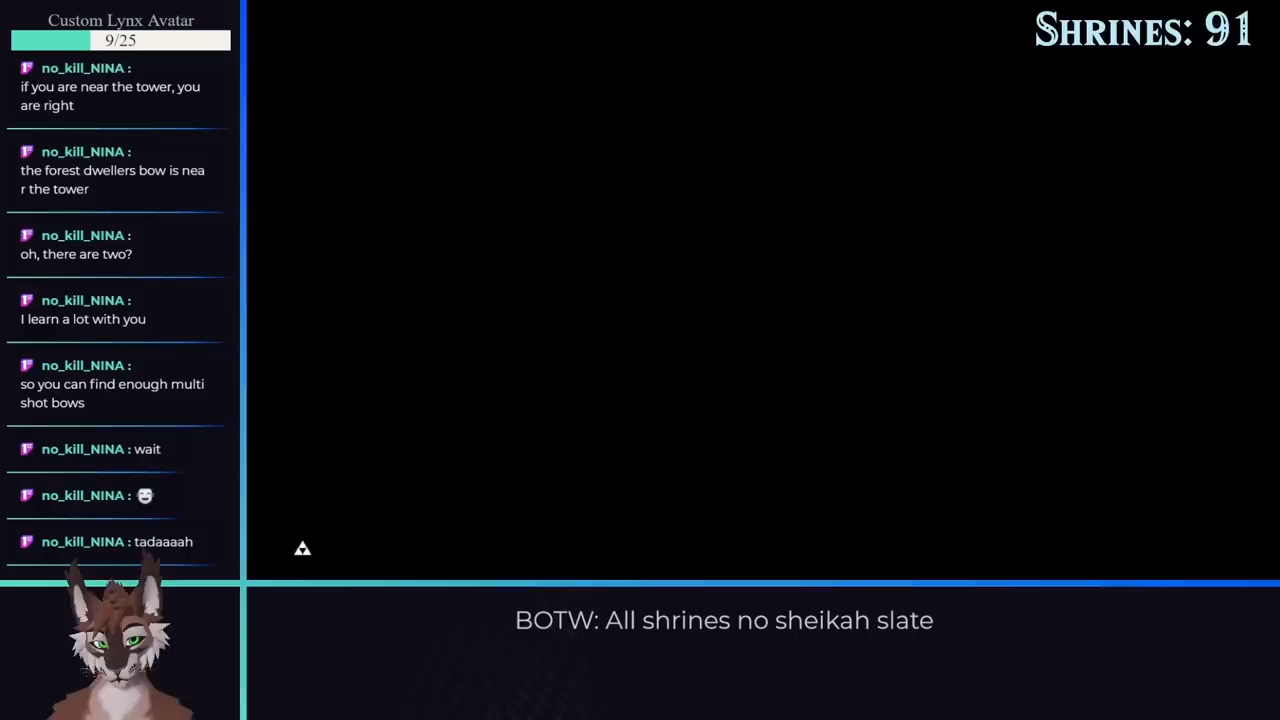 Custom Lynx Avatar
9/25
no_kill_NINA :
if you are near the tower, you
are right
no_kill_NINA :
the forest dwellers bow is nea
r the tower
no_kill_NINA :
oh, there are two?
no_kill_NINA :
I learn a lot with you
no_kill_NINA :
so you can find enough multi
shot bows
no_kill_NINA : wait
no_kill_NINA :
no_kill_NINA : tadaaaah
SHRINES: 91
BOTW: All shrines no sheikah slate